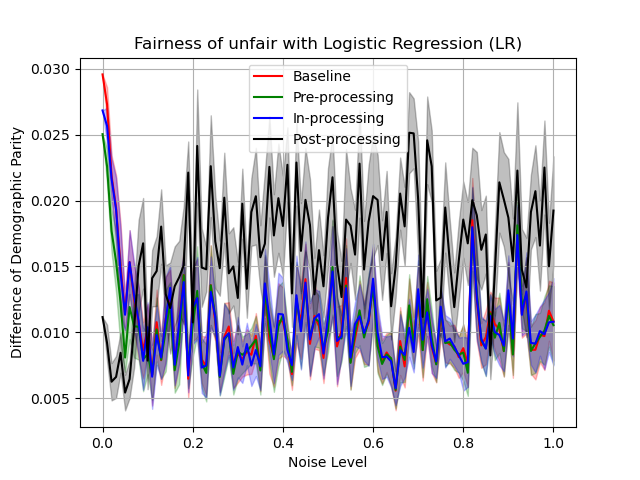 Fairness of unfair with Logistic Regression (LR)
Baseline
Pre-processing
In-processing
Post-processing
Difference of Demographic Parity
0.030
0.025
0.020
0.015
0.010
0.005
0.0 0.2 0.4 0.6 0.8 1.0
Noise Level